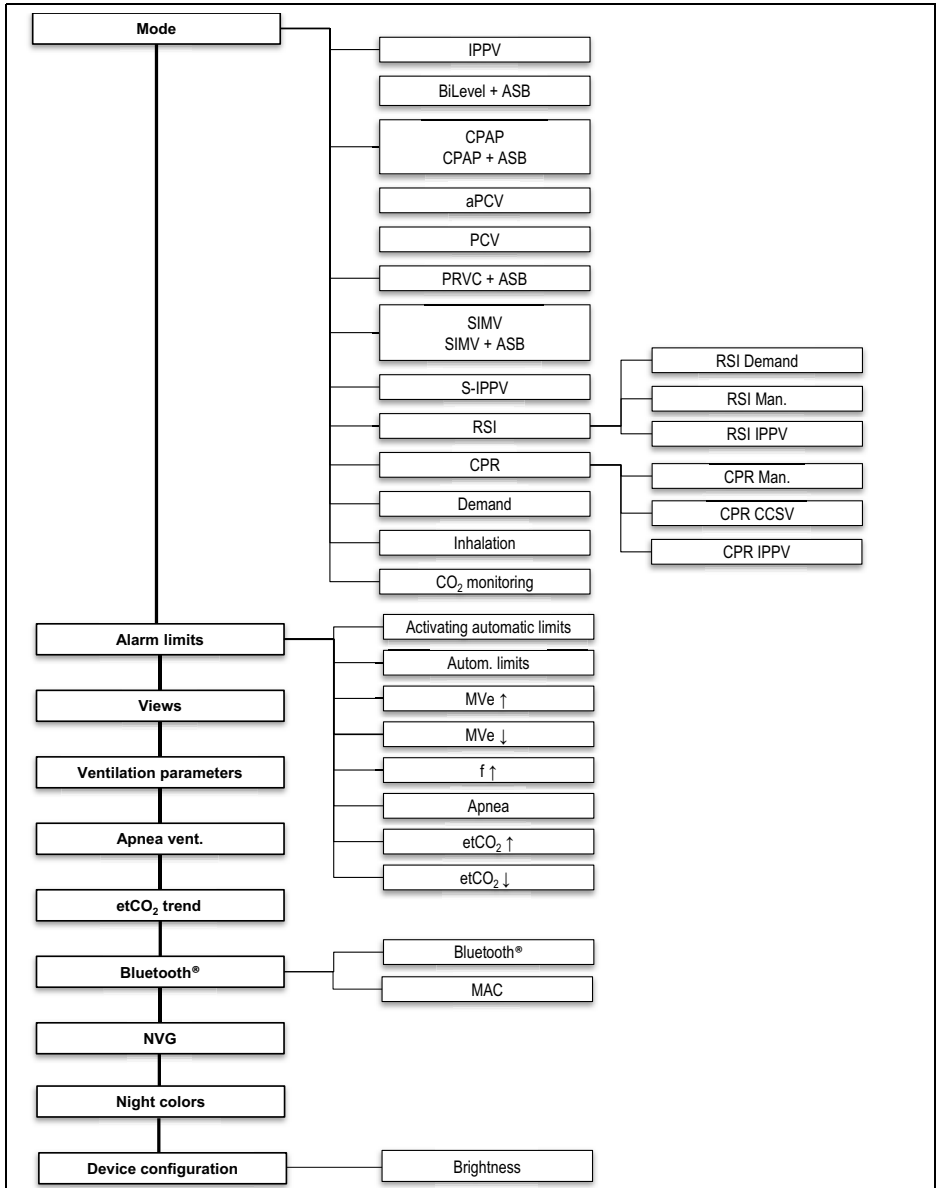 Mode
IPPV
BiLevel + ASB
CPAP
CPAP + ASB
aPCV
PCV
PRVC + ASB
SIMV
SIMV + ASB
S-IPPV
RSI
RSI Demand
RSI Man.
RSI IPPV
CPR
CPR Man.
CPR CCSV
CPR IPPV
Demand
Inhalation
CO₂ monitoring
Alarm limits
Activating automatic limits
Autom. limits
MVe ↑
MVe ↓
f ↑
Apnea
etCO₂ ↑
etCO₂ ↓
Views
Ventilation parameters
Apnea vent.
etCO₂ trend
Bluetooth®
Bluetooth®
MAC
NVG
Night colors
Device configuration
Brightness